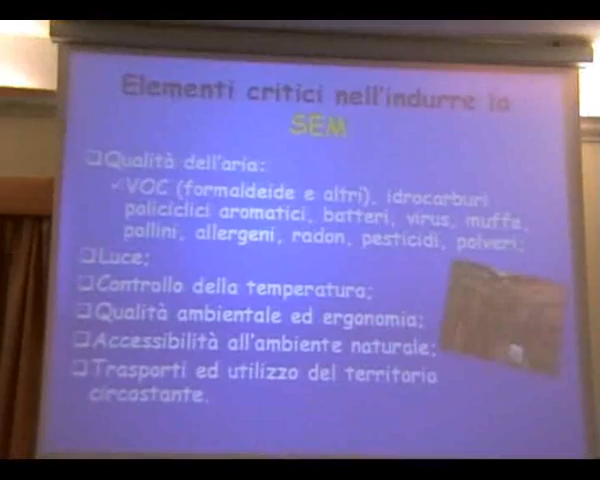 Elementi critici nell'indurre la
SEM
Qualità dell'aria:
VOC (formaldeide e altri), idrocarburi
policiclici aromatici, batteri, virus, muffe,
pollini, allergeni, radon, pesticidi, polveri;
Luce;
Controllo della temperatura;
Qualità ambientale ed ergonomia;
Accessibilità all'ambiente naturale;
Trasporti ed utilizzo del territorio
circostante.